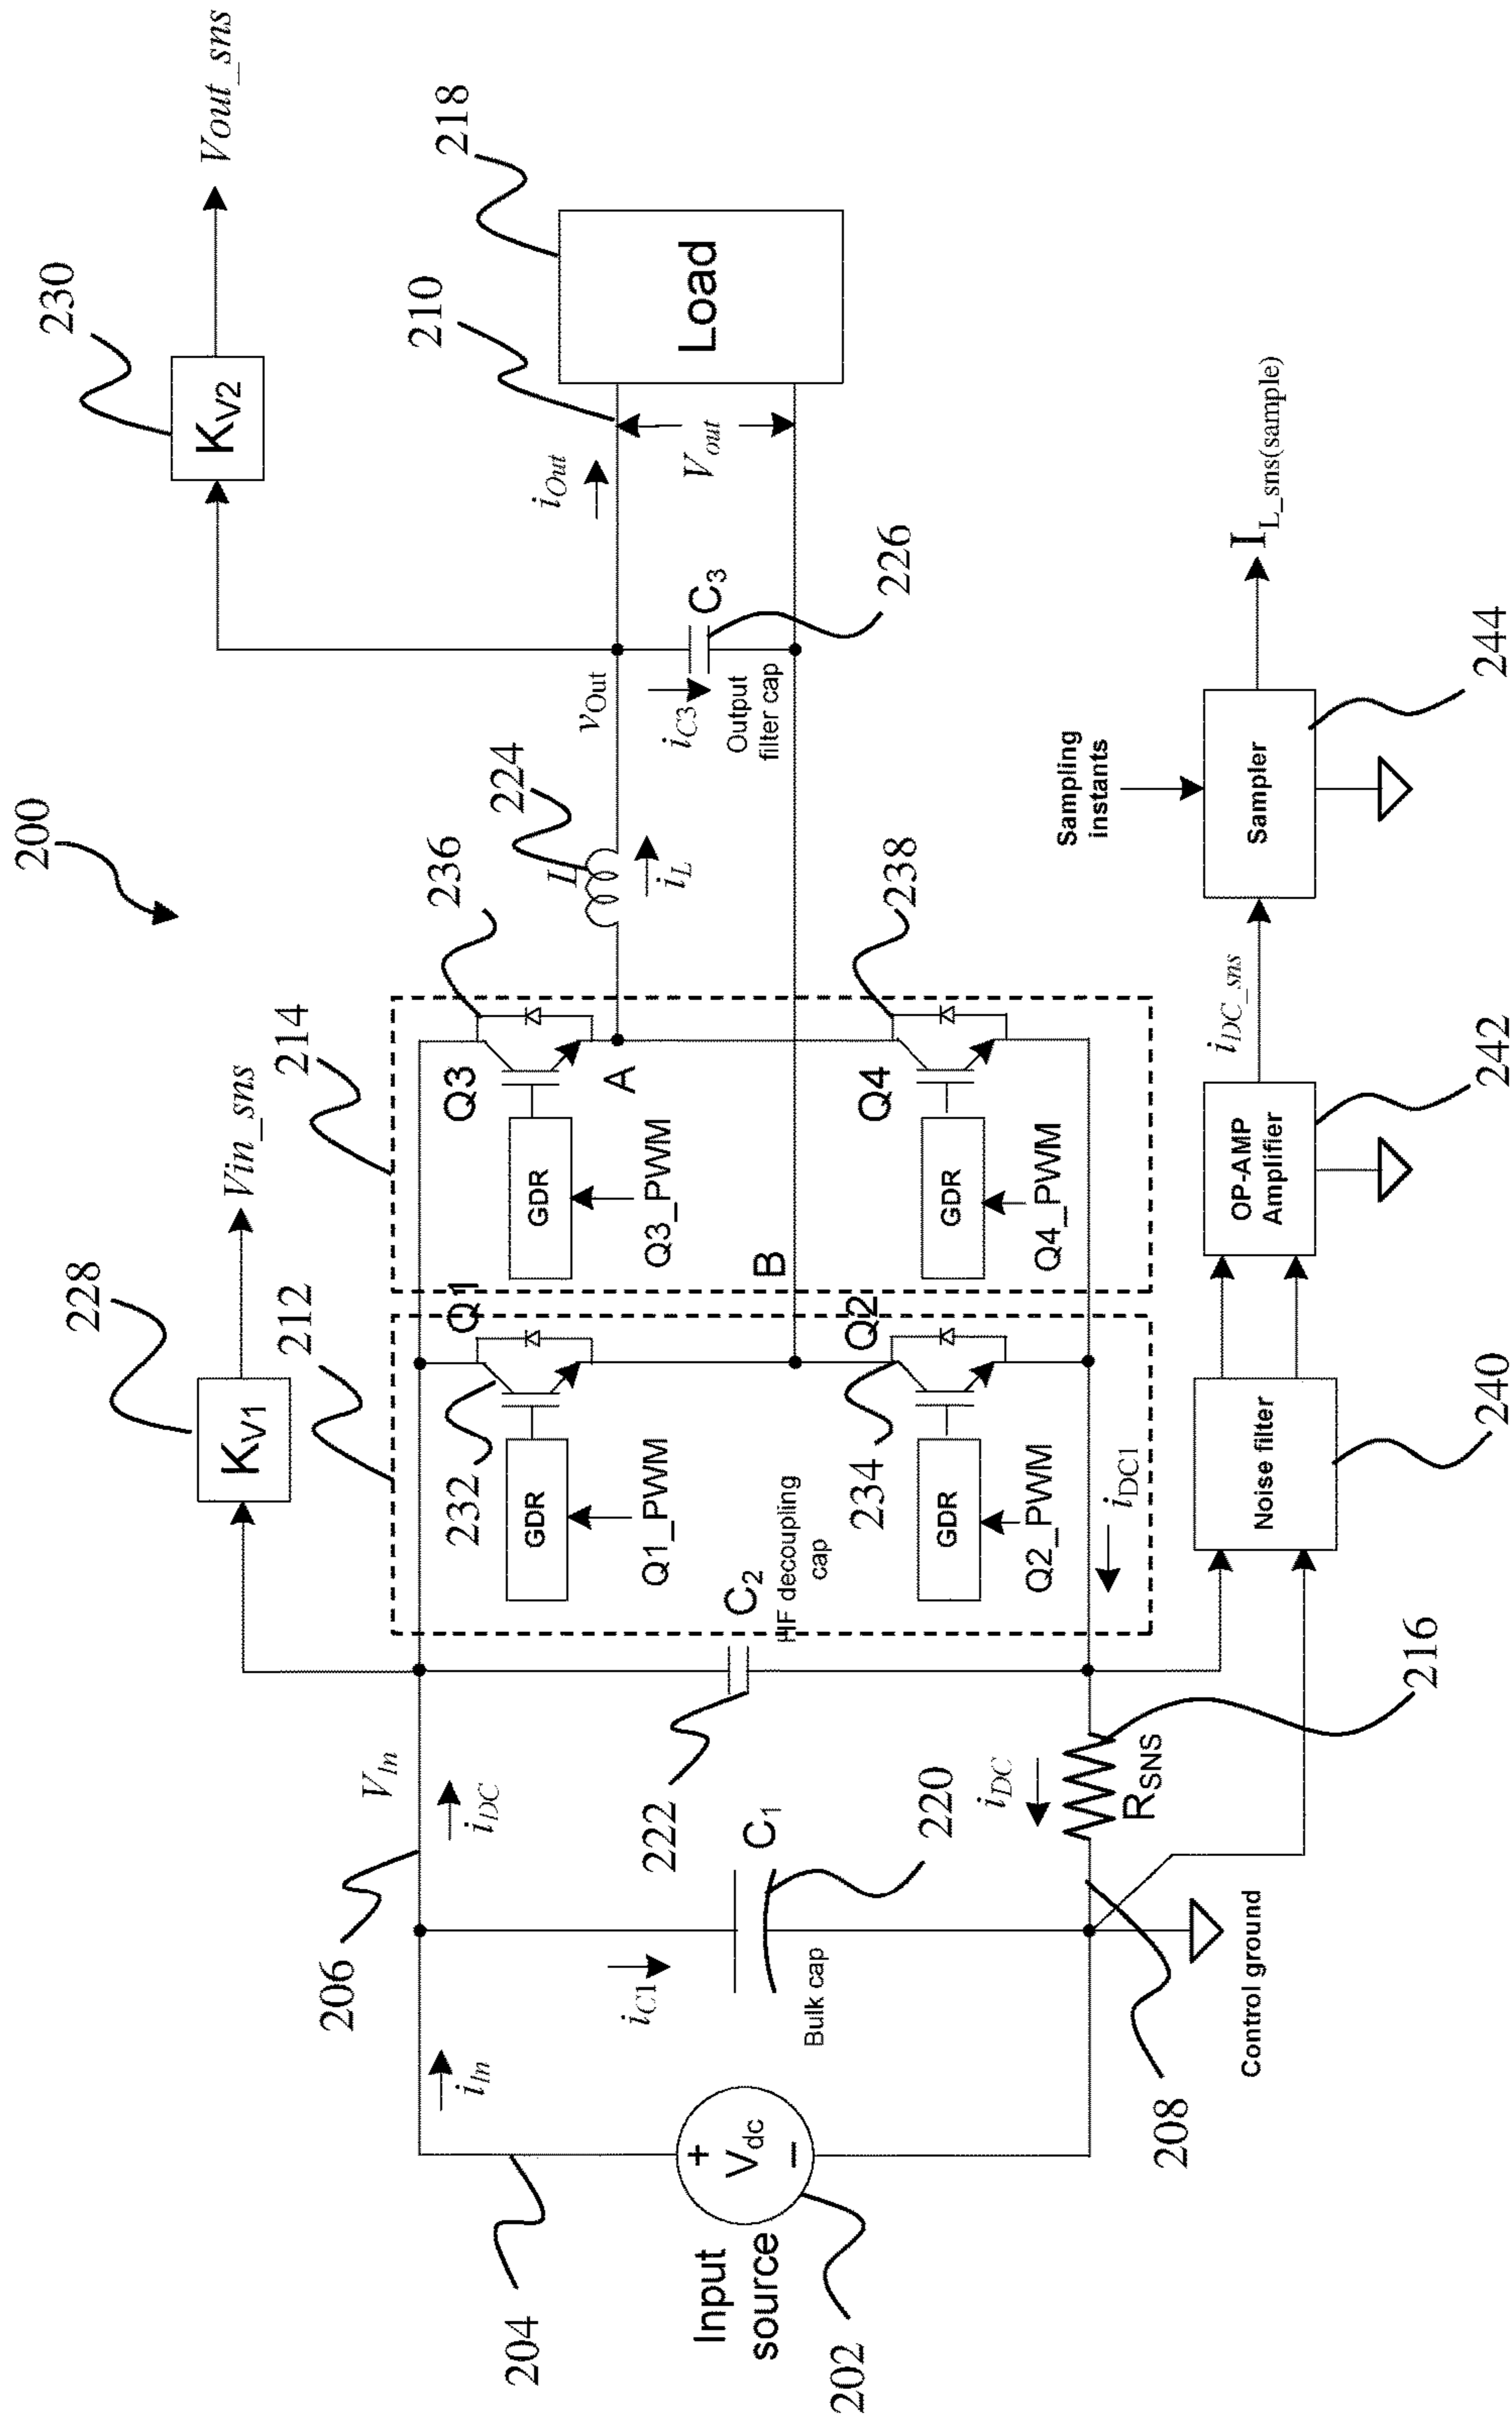 200
230
KV2
Vout_sns
228
KV1
Vin_sns
212
214
210
218
206
VIn
iDC
iIn
204
202
Input
source
+
Vdc
−
iC1
C1
Bulk cap
220
222
C2
HF decoupling
cap
Q1
232
GDR
Q1_PWM
Q2
234
GDR
Q2_PWM
B
Q3
236
GDR
Q3_PWM
A
Q4
238
GDR
Q4_PWM
L
224
iL
vOut
iC3
C3
Output
filter cap
226
iOut
Vout
Load
iDC
RSNS
216
iDC1
208
Control ground
Noise filter
240
OP-AMP
Amplifier
242
iDC_sns
Sampling
instants
Sampler
244
IL_sns(sample)